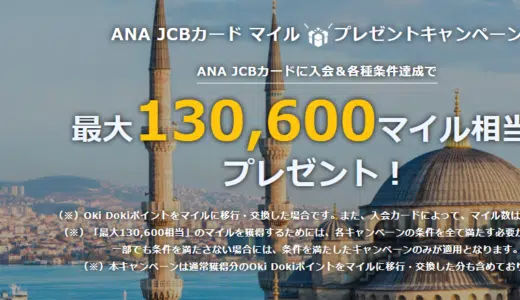 ANA JCBカード マイル プレゼントキャンペーン
ANA JCBカードに入会＆各種条件達成で
最大130,600マイル相当
プレゼント！
（※）Oki Dokiポイントをマイルに移行・交換した場合です。また、入会カードによって、マイル数は
（※）「最大130,600相当」のマイルを獲得するためには、各キャンペーンの条件を全て満たす必要が
一部でも条件を満たさない場合には、条件を満たしたキャンペーンのみが適用となります。
（※）本キャンペーンは通常獲得分のOki Dokiポイントをマイルに移行・交換した分も含めており